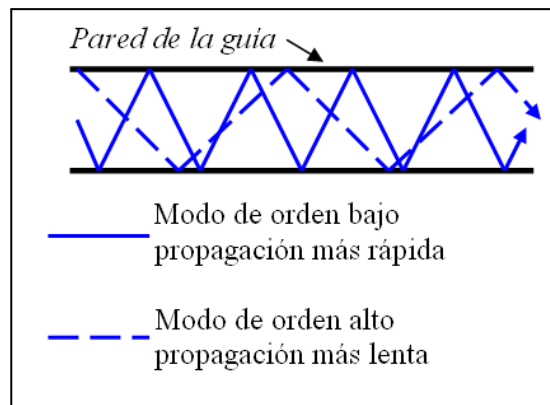 Pared de la guía
Modo de orden bajo
propagación más rápida
Modo de orden alto
propagación más lenta